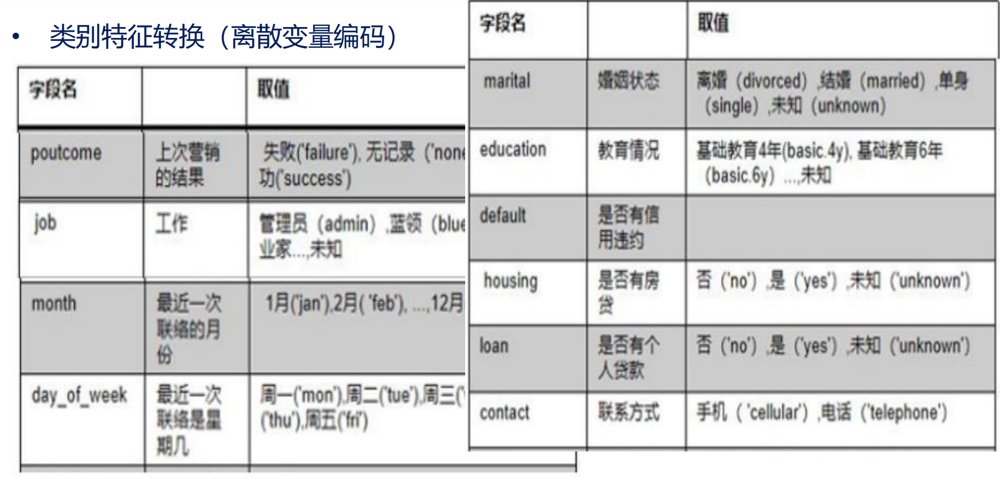 • 类别特征转换（离散变量编码）
字段名 取值
poutcome 上次营销 失败('failure'), 无记录（'none
的结果 功('success')
job 工作 管理员（admin）,蓝领（blue
业家...,未知
month 最近一次 1月('jan'),2月( 'feb'), ...,12月
联络的月
份
day_of_week 最近一次 周一('mon'),周二('tue'),周三('
联络是星 ('thu'),周五('fri')
期几
字段名 取值
marital 婚姻状态 离婚（divorced）,结婚（married）,单身
（single）,未知（unknown）
education 教育情况 基础教育4年(basic.4y), 基础教育6年
（basic.6y）...,未知
default 是否有信
用违约
housing 是否有房 否（'no'）,是（'yes'）,未知（'unknown'）
贷
loan 是否有个 否（'no'）,是（'yes'）,未知（'unknown'）
人贷款
contact 联系方式 手机（ 'cellular'）,电话（'telephone'）